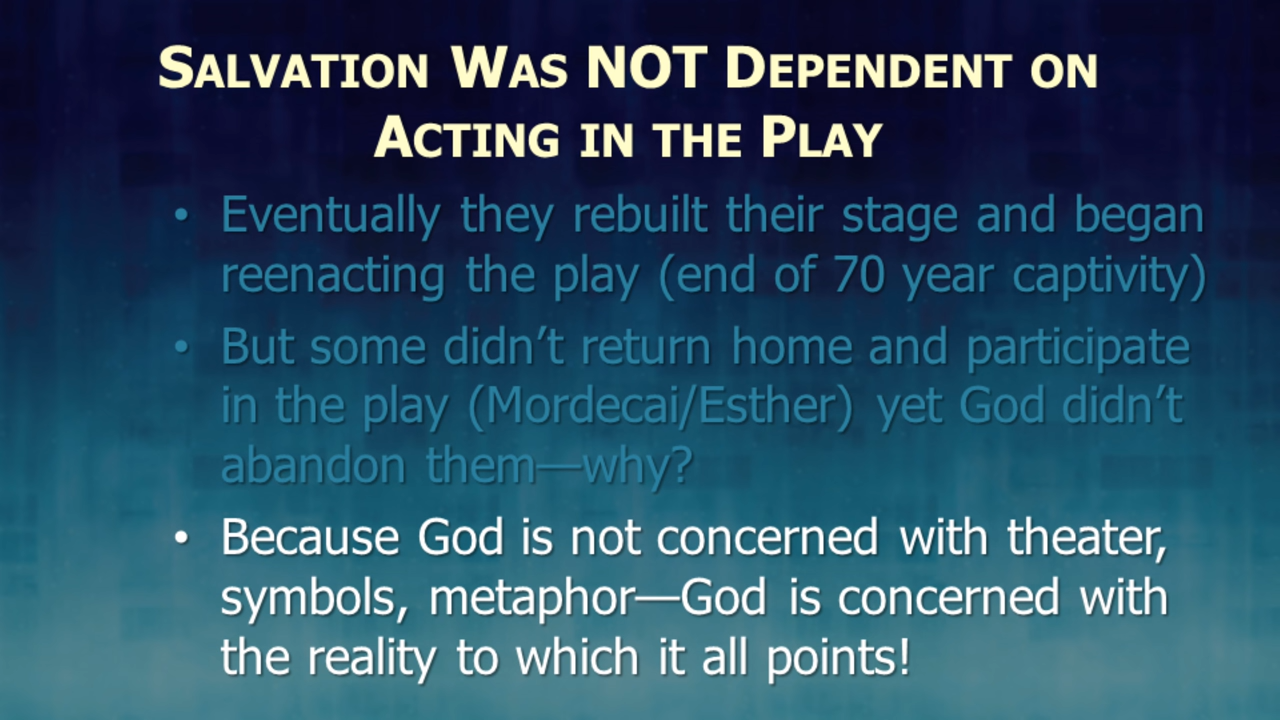 SALVATION WAS NOT DEPENDENT ON
ACTING IN THE PLAY
• Eventually they rebuilt their stage and began
reenacting the play (end of 70 year captivity)
• But some didn’t return home and participate
in the play (Mordecai/Esther) yet God didn’t
abandon them—why?
• Because God is not concerned with theater,
symbols, metaphor—God is concerned with
the reality to which it all points!